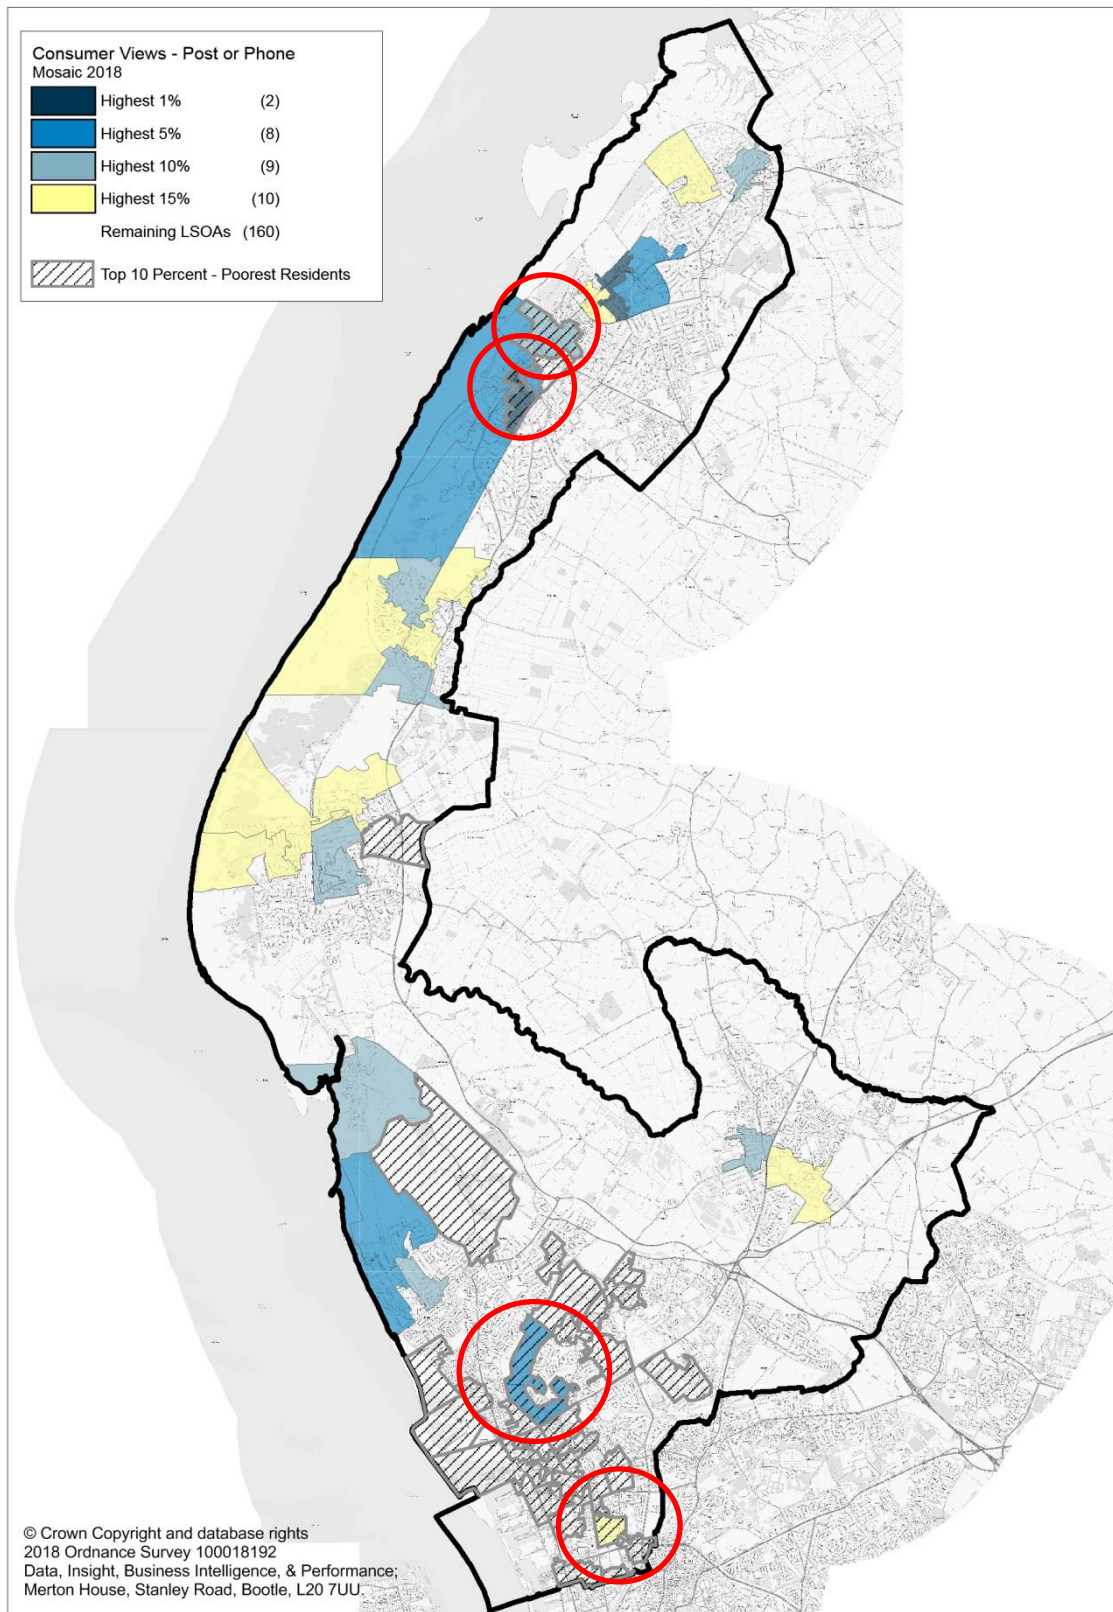 Consumer Views - Post or Phone
Mosaic 2018
Highest 1% (2)
Highest 5% (8)
Highest 10% (9)
Highest 15% (10)
Remaining LSOAs (160)
Top 10 Percent - Poorest Residents
© Crown Copyright and database rights
2018 Ordnance Survey 100018192
Data, Insight, Business Intelligence, & Performance;
Merton House, Stanley Road, Bootle, L20 7UU.